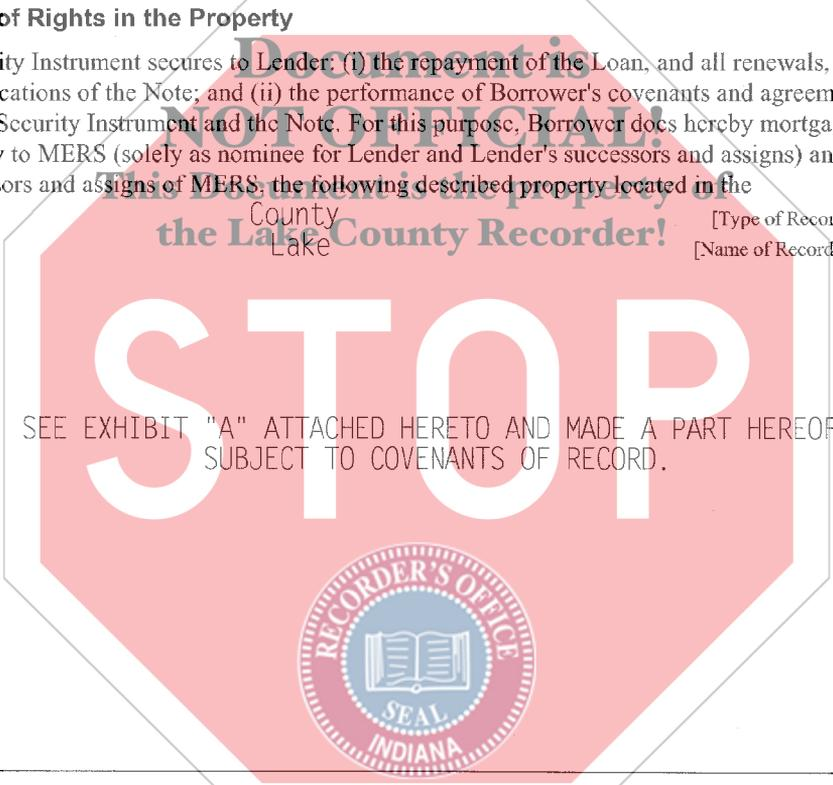 of Rights in the Property
Document is
ity Instrument secures to Lender: (i) the repayment of the Loan, and all renewals,
cations of the Note; and (ii) the performance of Borrower's covenants and agreem
NOT OFFICIAL!
Security Instrument and the Note. For this purpose, Borrower does hereby mortga
y to MERS (solely as nominee for Lender and Lender's successors and assigns) an
sors and assigns of MERS, the following described property located in the
This Document is the property of
County
[Type of Recor
the Lake County Recorder!
Lake
[Name of Record
STOP
SEE EXHIBIT "A" ATTACHED HERETO AND MADE A PART HEREOF
SUBJECT TO COVENANTS OF RECORD.
RECORDER'S OFFICE
SEAL
INDIANA